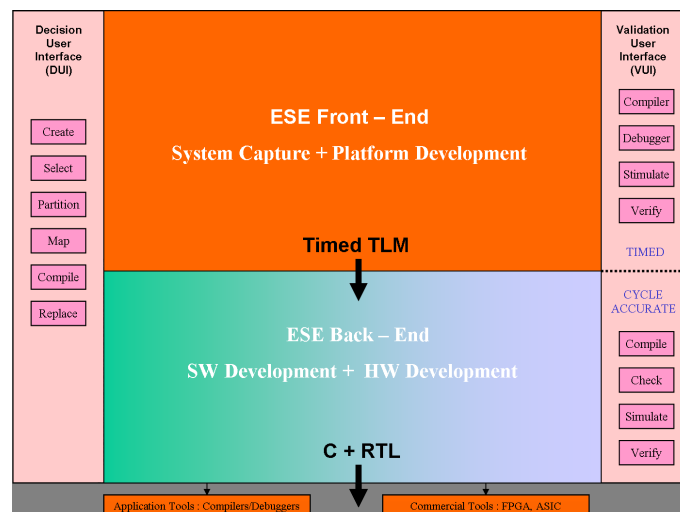 Decision
User
Interface
(DUI)
Create
Select
Partition
Map
Compile
Replace
ESE Front – End
System Capture + Platform Development
Timed TLM
ESE Back – End
SW Development + HW Development
C + RTL
Validation
User
Interface
(VUI)
Compiler
Debugger
Stimulate
Verify
TIMED
CYCLE
ACCURATE
Compile
Check
Simulate
Verify
Application Tools : Compilers/Debuggers
Commercial Tools : FPGA, ASIC